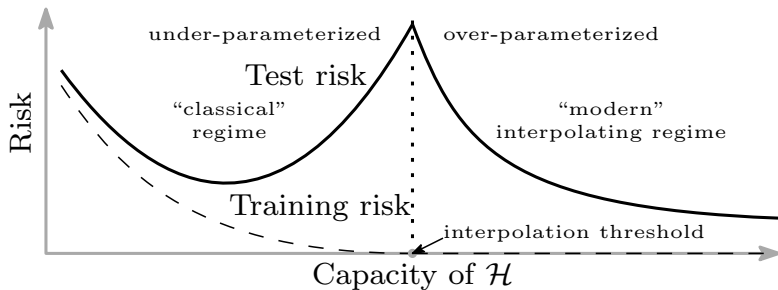 under-parameterized
over-parameterized
Test risk
“classical”
regime
“modern”
interpolating regime
Risk
Training risk
interpolation threshold
Capacity of ℋ